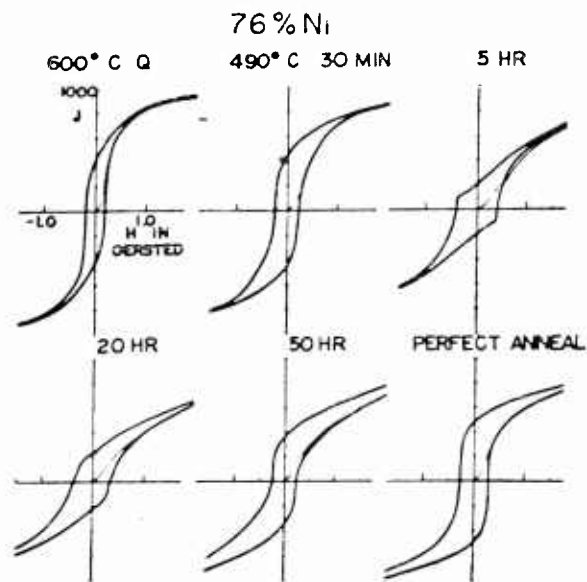 76% Ni
600° C Q
490° C 30 MIN
5 HR
1000
J
-1.0
H IN
1.0
OERSTED
20 HR
50 HR
PERFECT ANNEAL